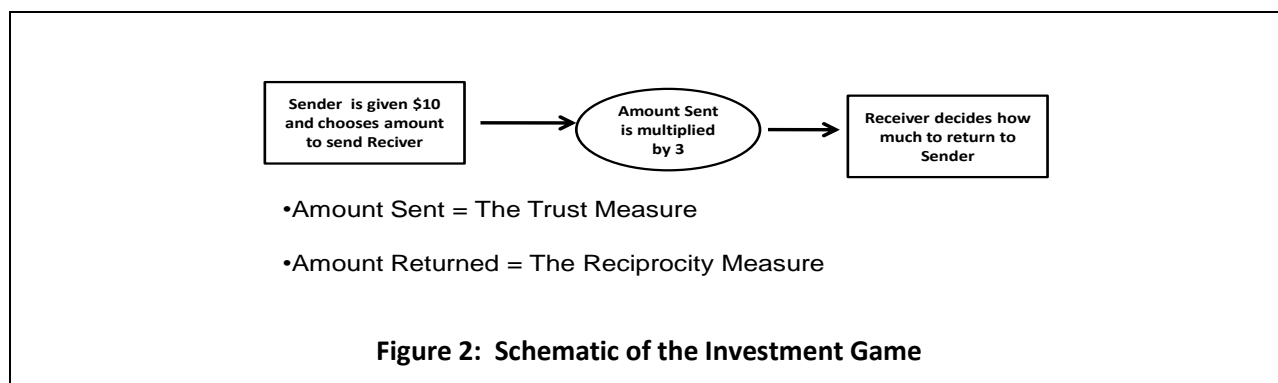 Sender is given $10
and chooses amount
to send Reciver
Amount Sent
is multiplied
by 3
Receiver decides how
much to return to
Sender
•Amount Sent = The Trust Measure
•Amount Returned = The Reciprocity Measure
Figure 2: Schematic of the Investment Game